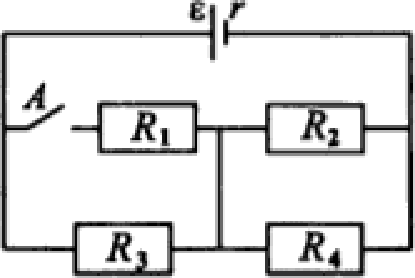 ε r
A R₁ R₂
R₃ R₄